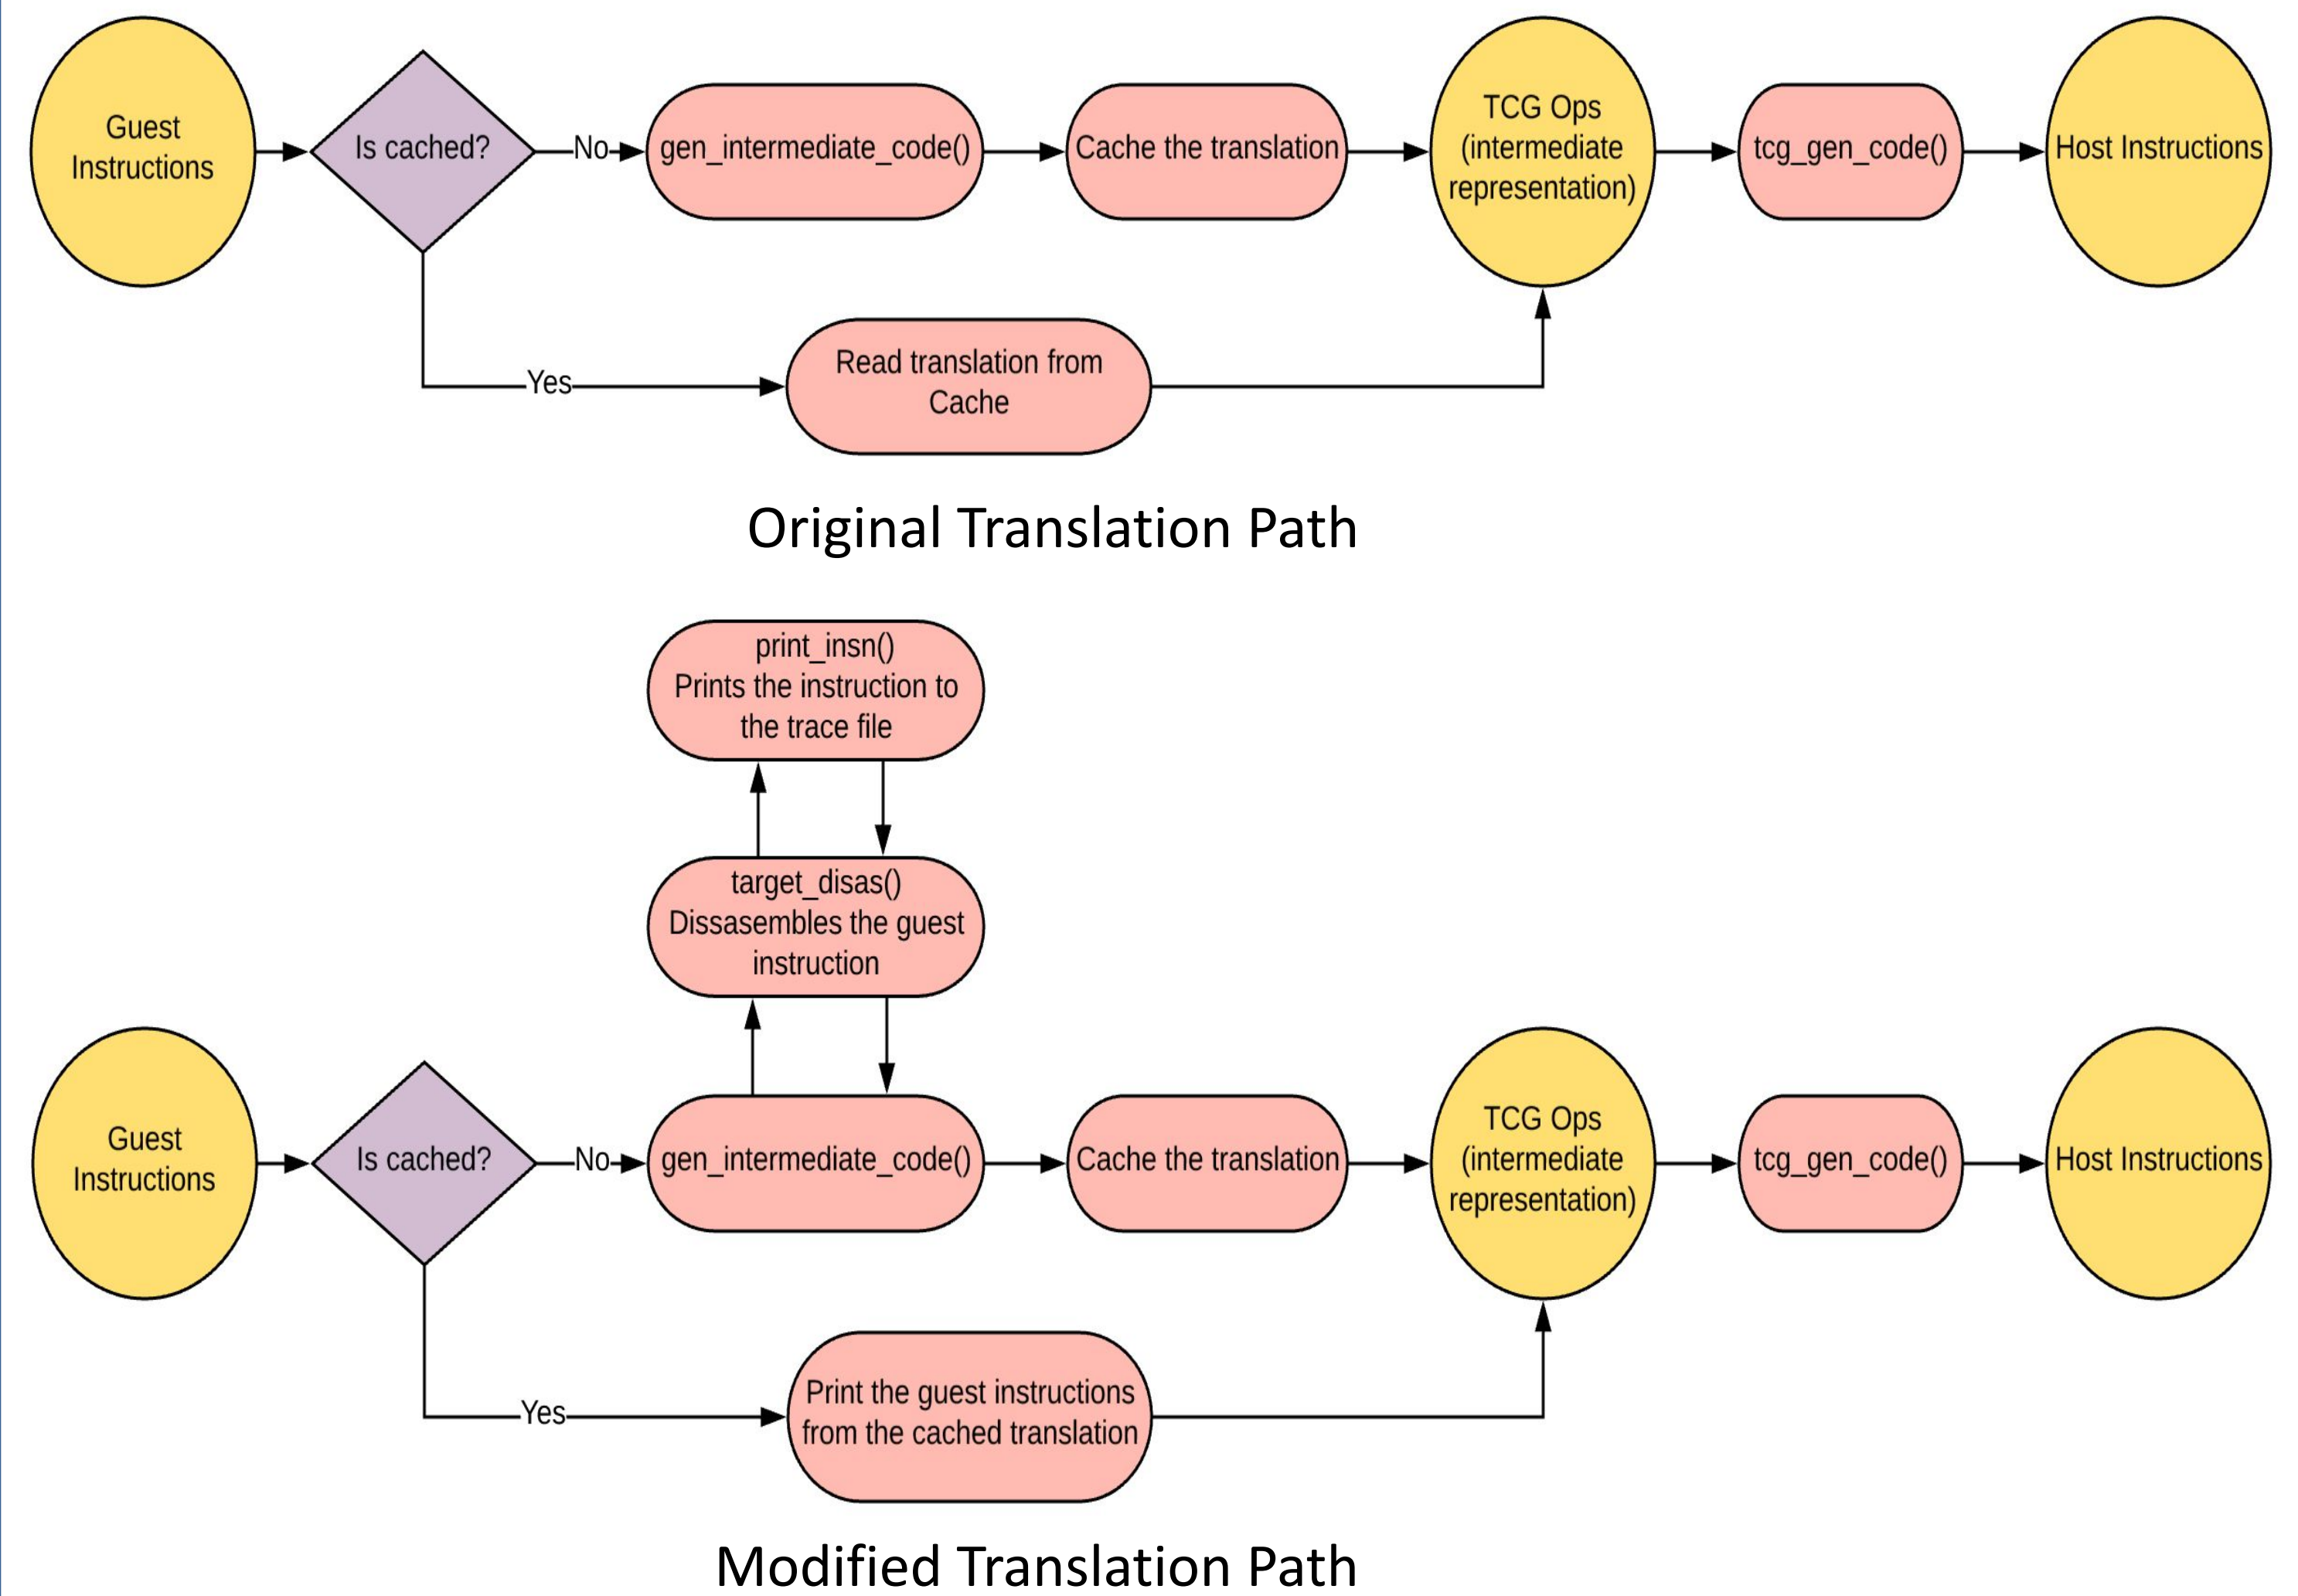 Guest
Instructions
Is cached?
No
gen_intermediate_code()
Cache the translation
TCG Ops
(intermediate
representation)
tcg_gen_code()
Host Instructions
Yes
Read translation from
Cache
Original Translation Path
print_insn()
Prints the instruction to
the trace file
target_disas()
Dissasembles the guest
instruction
Guest
Instructions
Is cached?
No
gen_intermediate_code()
Cache the translation
TCG Ops
(intermediate
representation)
tcg_gen_code()
Host Instructions
Yes
Print the guest instructions
from the cached translation
Modified Translation Path